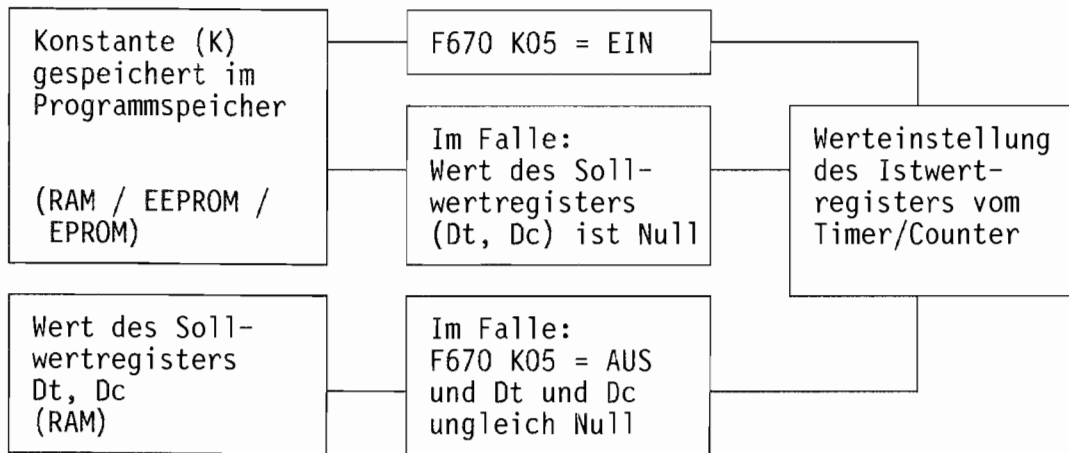 Konstante (K)
gespeichert im
Programmspeicher
(RAM / EEPROM /
EPROM)
F670 K05 = EIN
Im Falle:
Wert des Soll-
wertregisters
(Dt, Dc) ist Null
Werteinstellung
des Istwert-
registers vom
Timer/Counter
Wert des Soll-
wertregisters
Dt, Dc
(RAM)
Im Falle:
F670 K05 = AUS
und Dt und Dc
ungleich Null